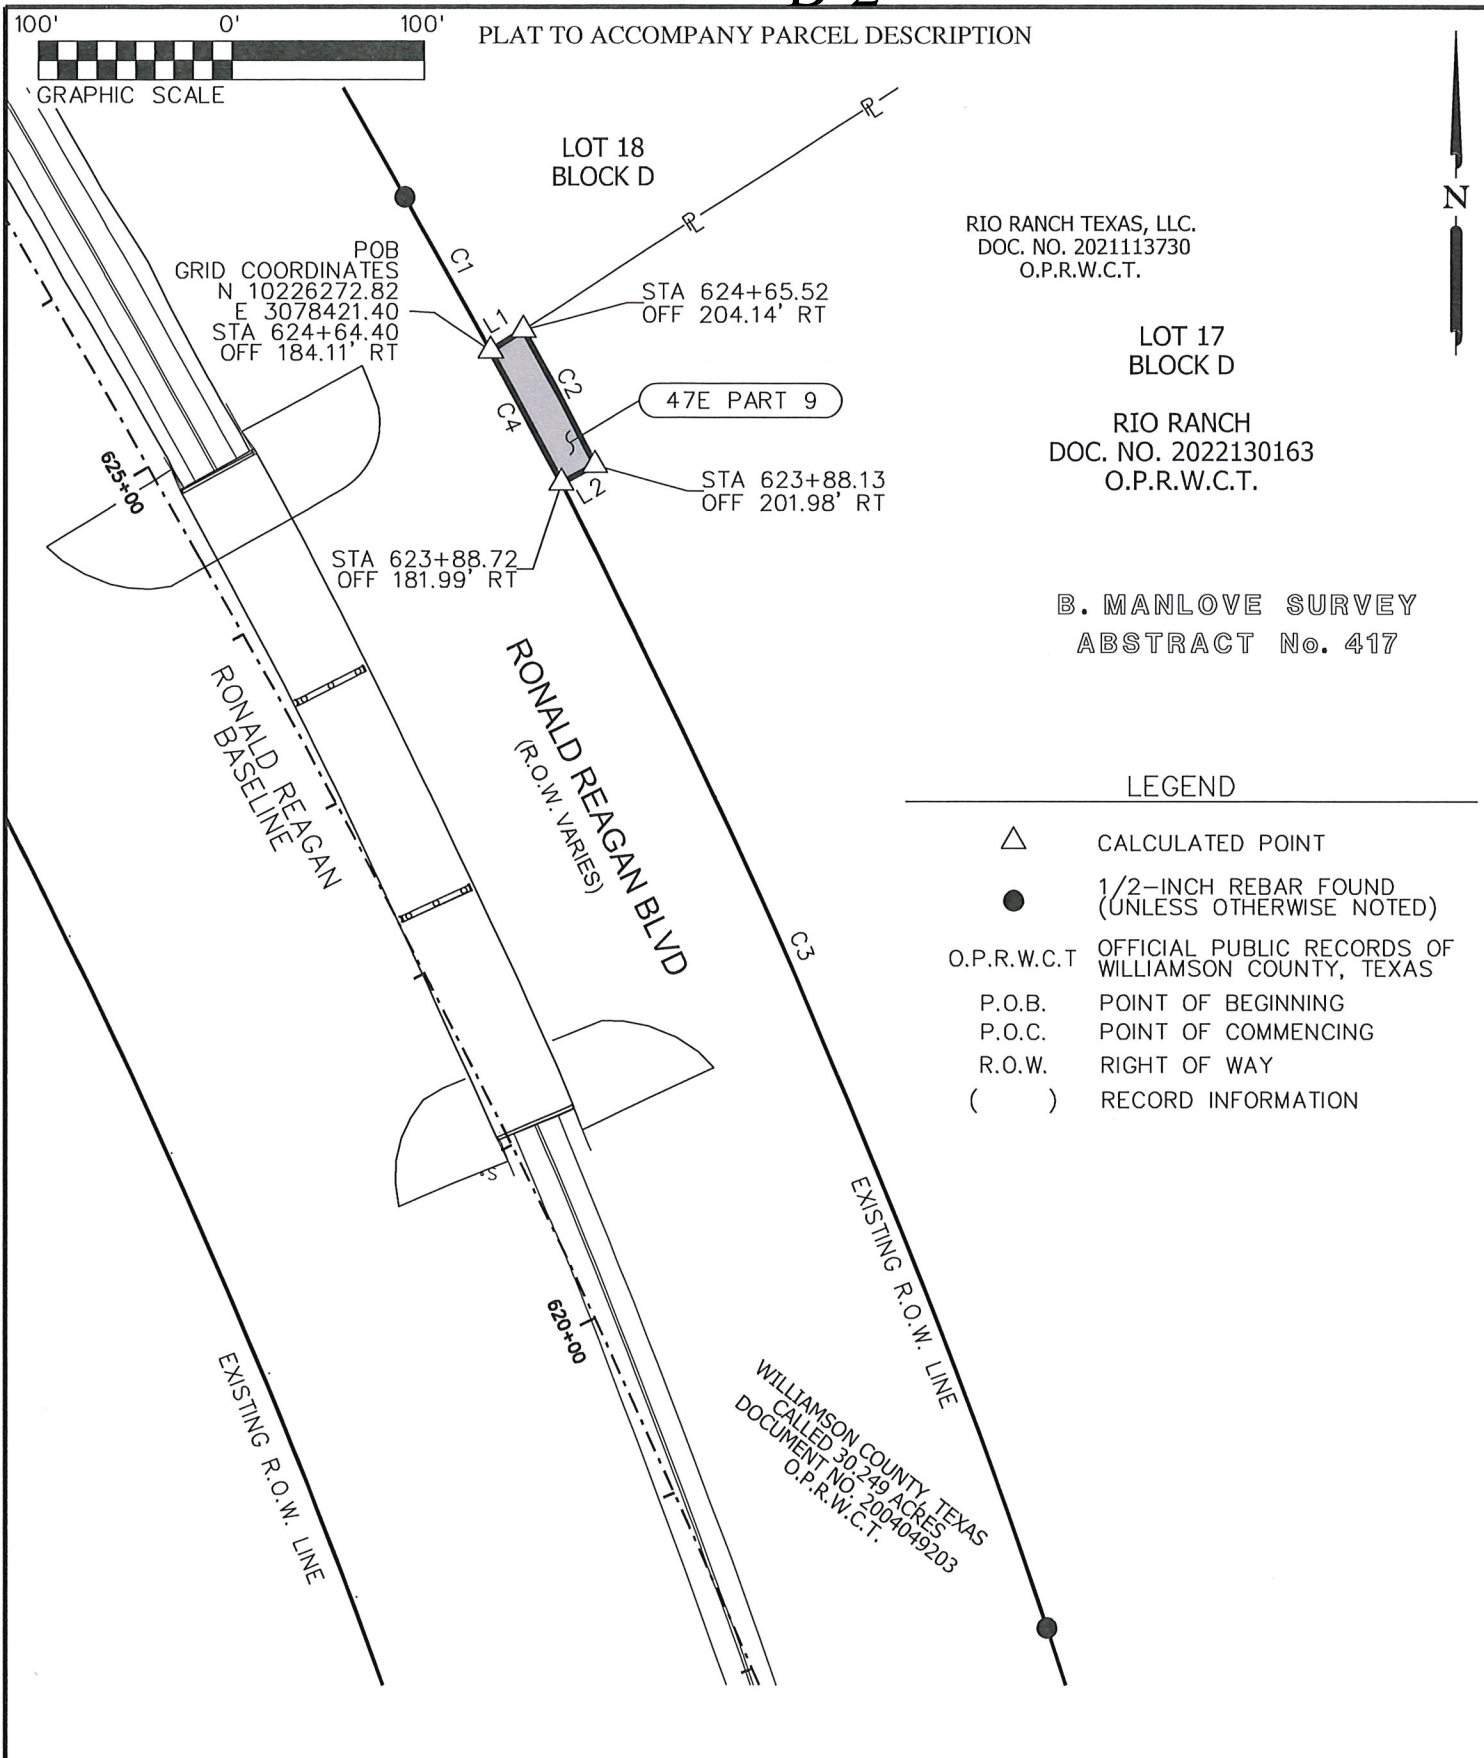 100' 0' 100'
PLAT TO ACCOMPANY PARCEL DESCRIPTION
GRAPHIC SCALE
LOT 18
BLOCK D
N
RIO RANCH TEXAS, LLC.
DOC. NO. 2021113730
O.P.R.W.C.T.
POB
GRID COORDINATES
N 10226272.82
E 3078421.40
STA 624+64.40
OFF 184.11' RT
C1
L1
STA 624+65.52
OFF 204.14' RT
LOT 17
BLOCK D
C2
C4
47E PART 9
RIO RANCH
DOC. NO. 2022130163
O.P.R.W.C.T.
625+00
L2
STA 623+88.13
OFF 201.98' RT
STA 623+88.72
OFF 181.99' RT
B. MANLOVE SURVEY
ABSTRACT No. 417
RONALD REAGAN
BASELINE
RONALD REAGAN BLVD
(R.O.W. VARIES)
LEGEND
CALCULATED POINT
1/2-INCH REBAR FOUND
(UNLESS OTHERWISE NOTED)
O.P.R.W.C.T OFFICIAL PUBLIC RECORDS OF
WILLIAMSON COUNTY, TEXAS
P.O.B. POINT OF BEGINNING
P.O.C. POINT OF COMMENCING
R.O.W. RIGHT OF WAY
( ) RECORD INFORMATION
C3
EXISTING R.O.W. LINE
620+00
EXISTING R.O.W. LINE
WILLIAMSON COUNTY, TEXAS
CALLED 30.249 ACRES
DOCUMENT NO. 2004049203
O.P.R.W.C.T.